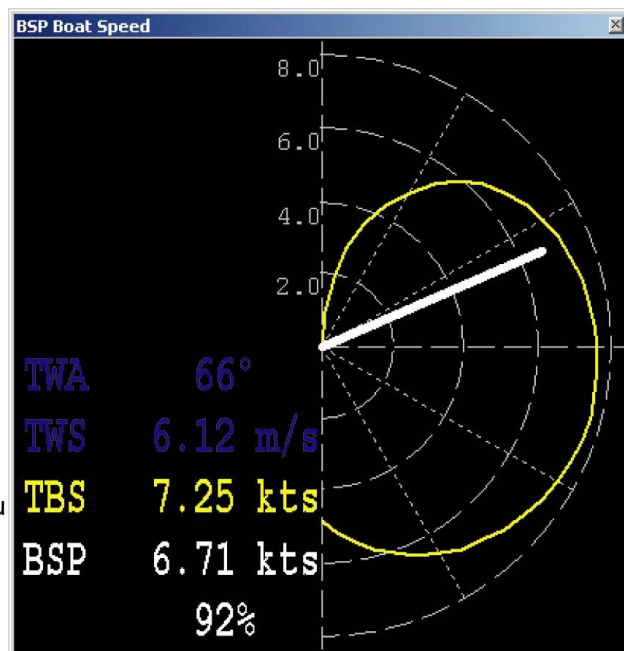 BSP Boat Speed
8.0
6.0
4.0
2.0
TWA 66°
TWS 6.12 m/s
u
TBS 7.25 kts
BSP 6.71 kts
92%